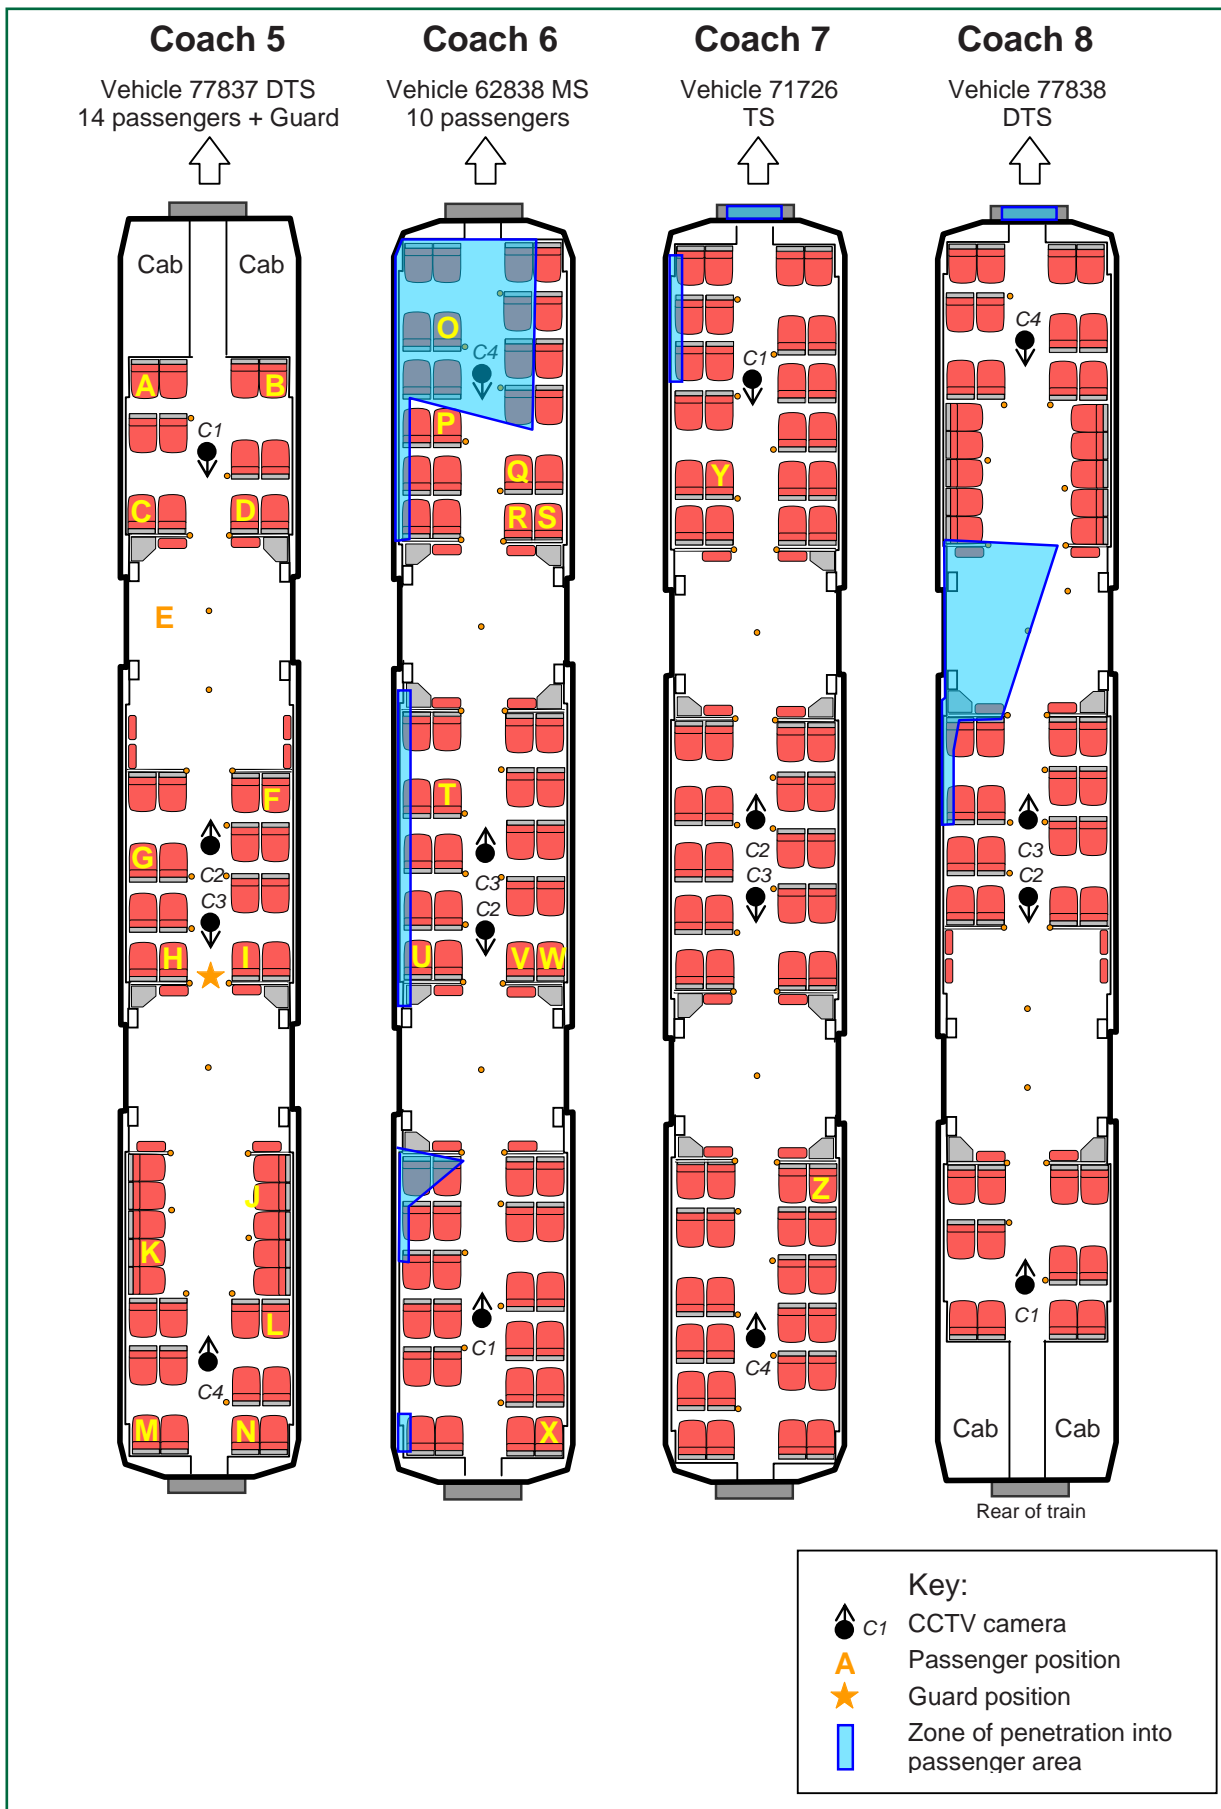 Coach 5
Vehicle 77837 DTS
14 passengers + Guard
Cab Cab
A B
C1
C D
E
F
G
C2
C3
H I
J
K
L
C4
M N
Coach 6
Vehicle 62838 MS
10 passengers
O
C4
P
Q
R S
T
C3
C2
U V W
C1
X
Coach 7
Vehicle 71726
TS
C1
Y
C2
C3
Z
C4
Coach 8
Vehicle 77838
DTS
C4
C3
C2
C1
Cab Cab
Rear of train
Key:
C1 CCTV camera
A Passenger position
Guard position
Zone of penetration into
passenger area